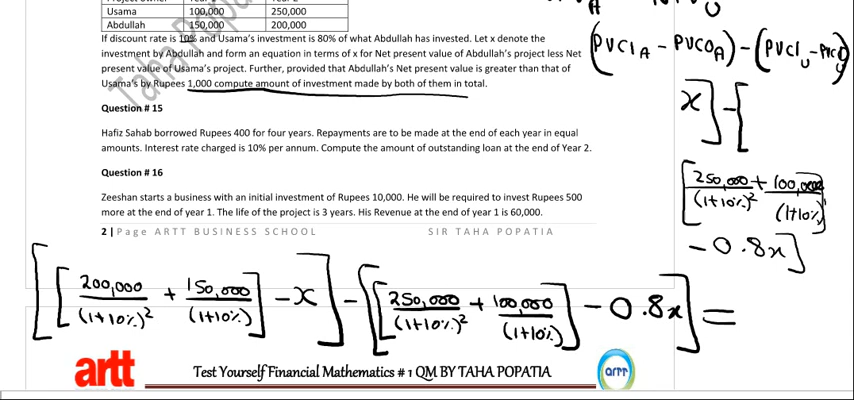 Usama 100,000 250,000
Abdullah 150,000 200,000
If discount rate is 10% and Usama's investment is 80% of what Abdullah has invested. Let x denote the
investment by Abdullah and form an equation in terms of x for Net present value of Abdullah's project less Net
present value of Usama's project. Further, provided that Abdullah's Net present value is greater than that of
Usama's by Rupees 1,000 compute amount of investment made by both of them in total.
Question # 15
Hafiz Sahab borrowed Rupees 400 for four years. Repayments are to be made at the end of each year in equal
amounts. Interest rate charged is 10% per annum. Compute the amount of outstanding loan at the end of Year 2.
Question # 16
Zeeshan starts a business with an initial investment of Rupees 10,000. He will be required to invest Rupees 500
more at the end of year 1. The life of the project is 3 years. His Revenue at the end of year 1 is 60,000.
2 | Page ARTT BUSINESS SCHOOL SIR TAHA POPATIA
(PVCI_A - PVCO_A) - (PVCI_U - PVCO_U)
x] - [
[250,000/(1+10%)² + 100,000/(1+10%)
- 0.8x]
[[200,000/(1+10%)² + 150,000/(1+10%)] - x] - [[250,000/(1+10%)² + 100,000/(1+10%)] - 0.8x] =
artt Test Yourself Financial Mathematics # 1 QM BY TAHA POPATIA artt